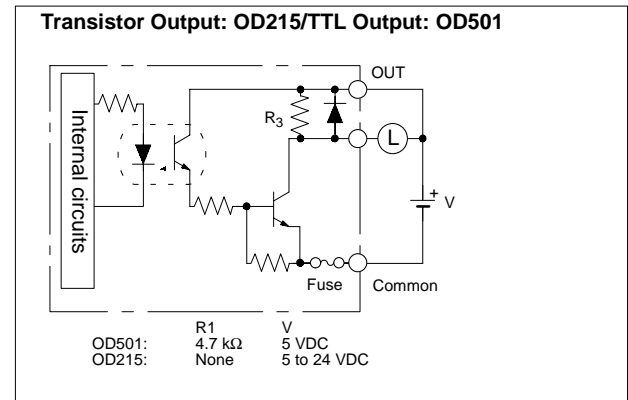 Transistor Output: OD215/TTL Output: OD501
OUT
R3
L
Internal circuits
+
V
Fuse
Common
R1 V
OD501: 4.7 kΩ 5 VDC
OD215: None 5 to 24 VDC